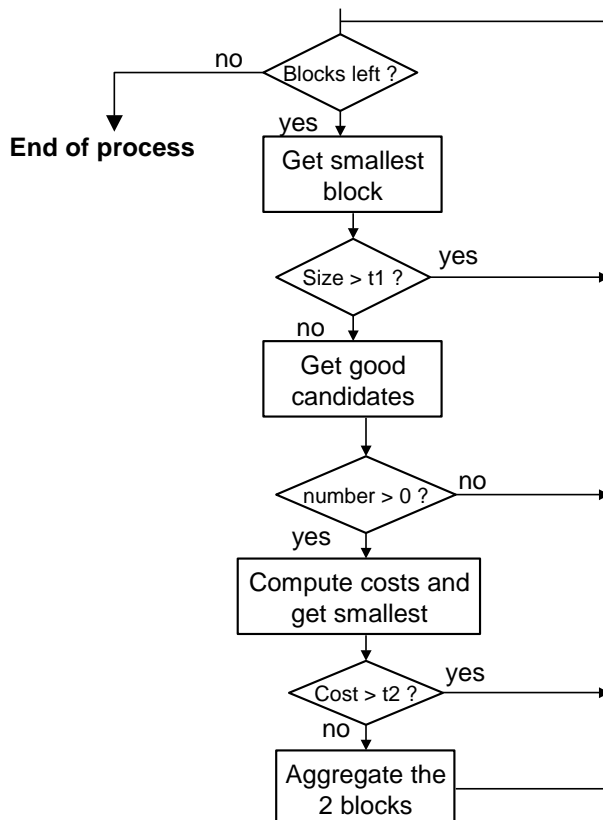 no
Blocks left ?
yes
End of process
Get smallest
block
yes
Size > t1 ?
no
Get good
candidates
no
number > 0 ?
yes
Compute costs and
get smallest
yes
Cost > t2 ?
no
Aggregate the
2 blocks